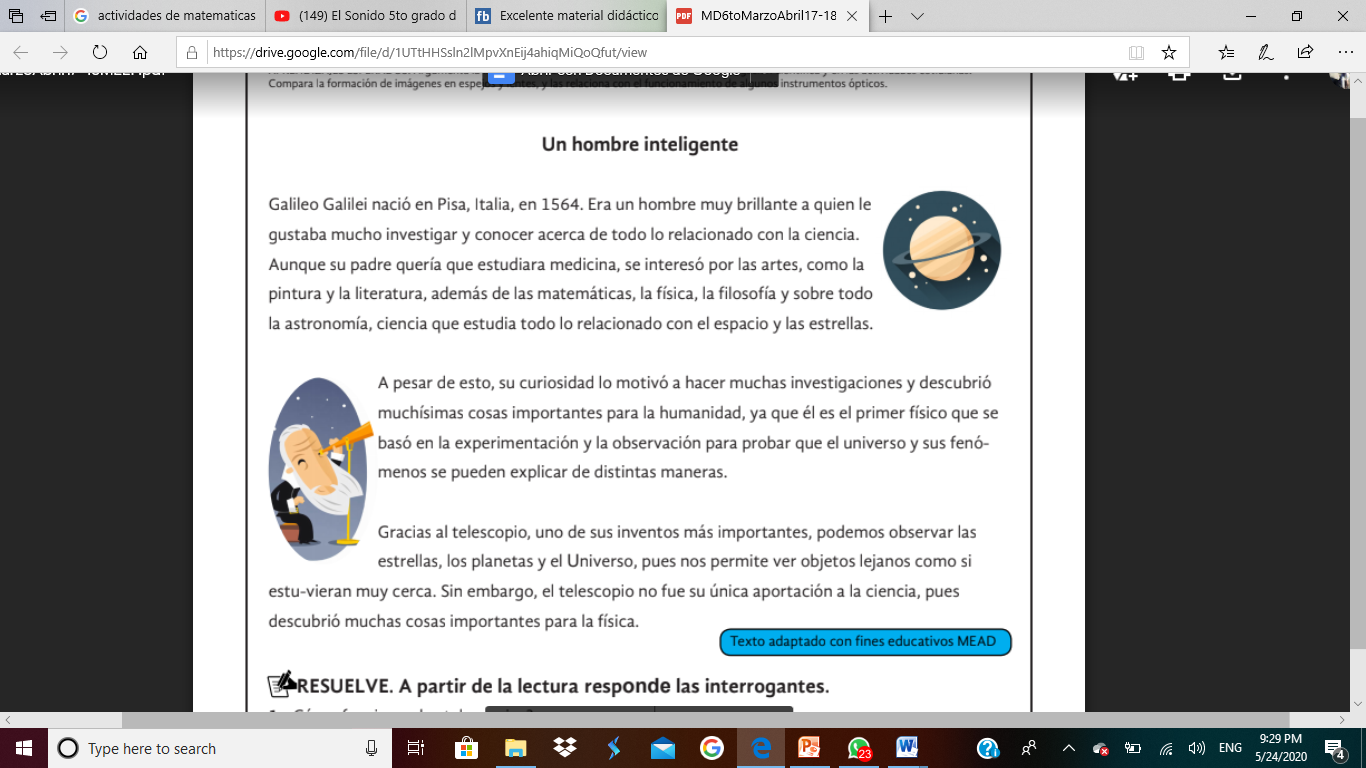 actividades de matematicas
(149) El Sonido 5to grado d
Excelente material didáctico
PDF
MD6toMarzoAbril17-18
https://drive.google.com/file/d/1UTtHHSsln2lMpvXnEij4ahiqMiQoQfut/view
Abrir con Documentos de Google
Compara la formación de imágenes en espejos y lentes, y las relaciona con el funcionamiento de algunos instrumentos ópticos.
Un hombre inteligente
Galileo Galilei nació en Pisa, Italia, en 1564. Era un hombre muy brillante a quien le
gustaba mucho investigar y conocer acerca de todo lo relacionado con la ciencia.
Aunque su padre quería que estudiara medicina, se interesó por las artes, como la
pintura y la literatura, además de las matemáticas, la física, la filosofía y sobre todo
la astronomía, ciencia que estudia todo lo relacionado con el espacio y las estrellas.
A pesar de esto, su curiosidad lo motivó a hacer muchas investigaciones y descubrió
muchísimas cosas importantes para la humanidad, ya que él es el primer físico que se
basó en la experimentación y la observación para probar que el universo y sus fenó-
menos se pueden explicar de distintas maneras.
Gracias al telescopio, uno de sus inventos más importantes, podemos observar las
estrellas, los planetas y el Universo, pues nos permite ver objetos lejanos como si
estu-vieran muy cerca. Sin embargo, el telescopio no fue su única aportación a la ciencia, pues
descubrió muchas cosas importantes para la física.
Texto adaptado con fines educativos MEAD
RESUELVE. A partir de la lectura responde las interrogantes.
Type here to search
23
ENG
9:29 PM
5/24/2020
4